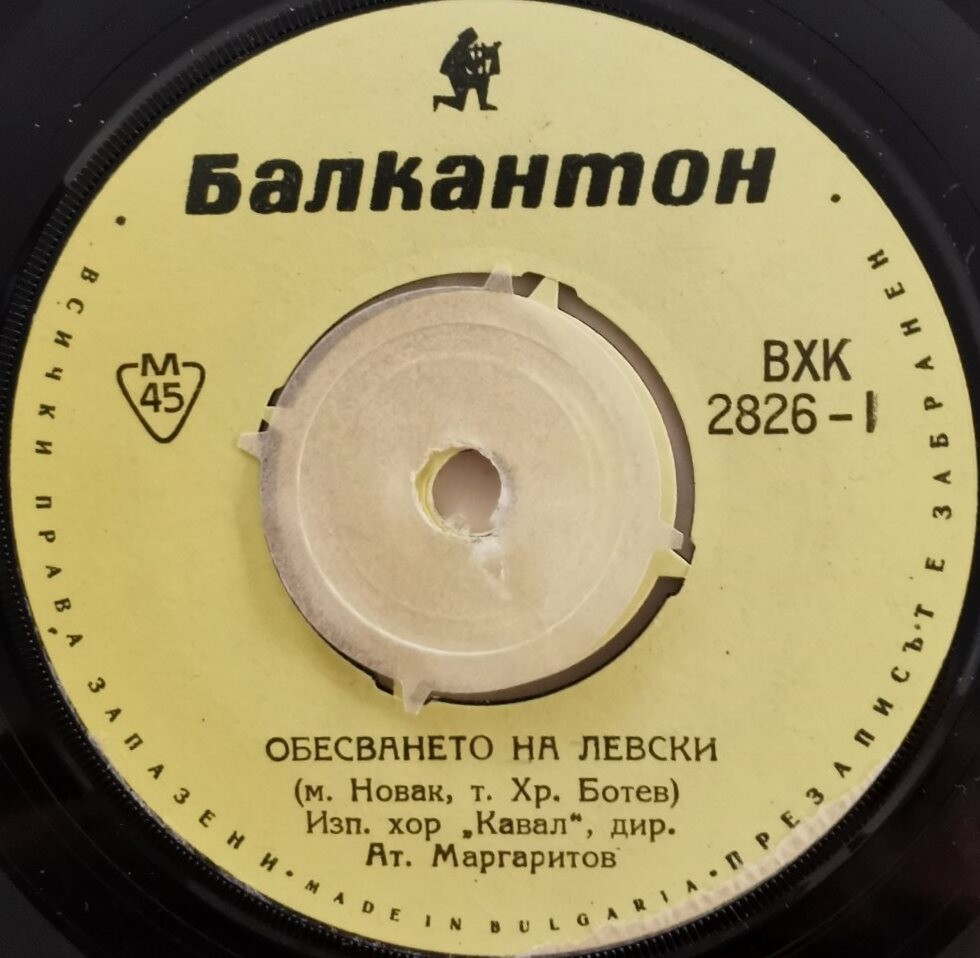 Балкантон
М
45
ВХК
2826-1
ОБЕСВАНЕТО НА ЛЕВСКИ
(м. Новак, т. Хр. Ботев)
Изп. хор „Кавал“, дир.
Ат. Маргаритов
ВСИЧКИ ПРАВА ЗАПАЗЕНИ • MADE IN BULGARIA • ПРЕЗАПИСЪТ Е ЗАБРАНЕН